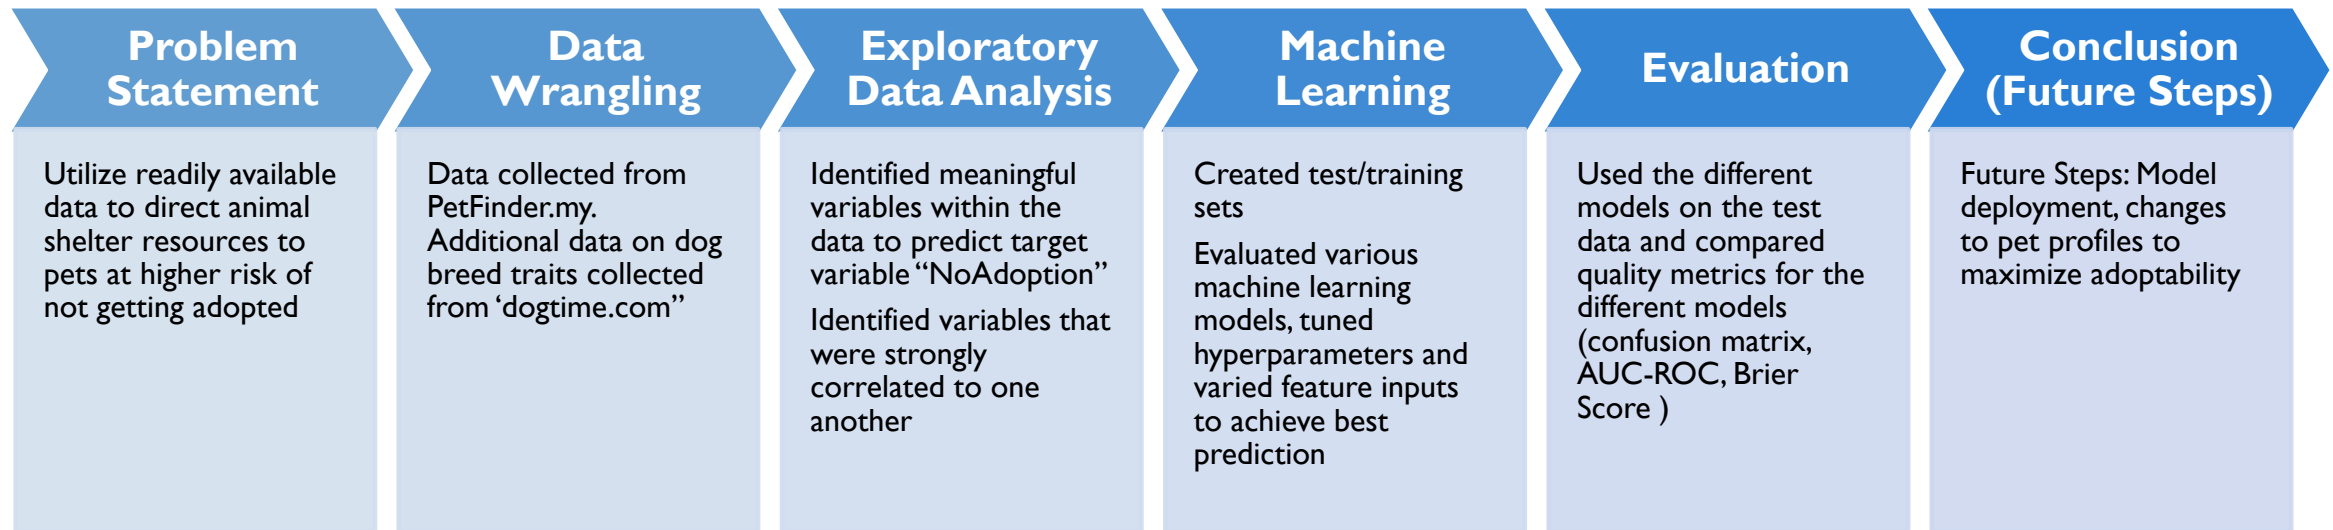 Problem
Statement
Utilize readily available
data to direct animal
shelter resources to
pets at higher risk of
not getting adopted
Data
Wrangling
Data collected from
PetFinder.my.
Additional data on dog
breed traits collected
from ‘dogtime.com”
Exploratory
Data Analysis
Identified meaningful
variables within the
data to predict target
variable “NoAdoption”
Identified variables that
were strongly
correlated to one
another
Machine
Learning
Created test/training
sets
Evaluated various
machine learning
models, tuned
hyperparameters and
varied feature inputs
to achieve best
prediction
Evaluation
Used the different
models on the test
data and compared
quality metrics for the
different models
(confusion matrix,
AUC-ROC, Brier
Score )
Conclusion
(Future Steps)
Future Steps: Model
deployment, changes
to pet profiles to
maximize adoptability